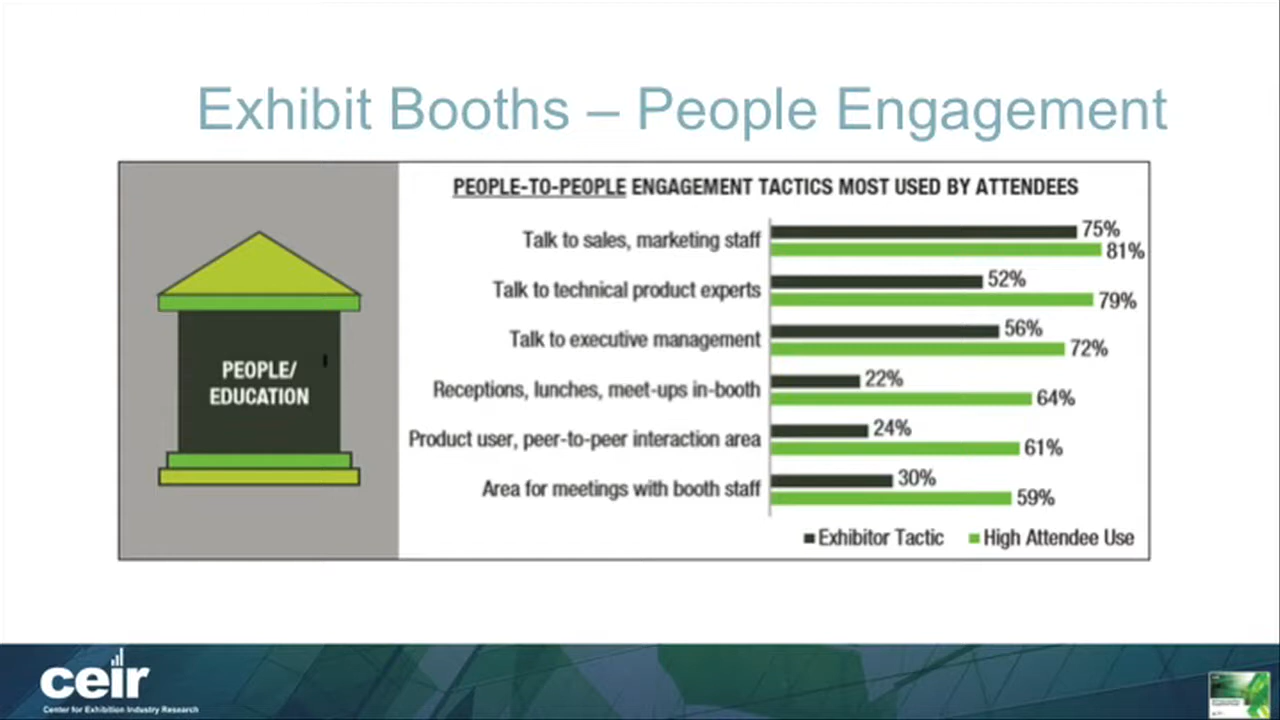 Exhibit Booths – People Engagement
PEOPLE-TO-PEOPLE ENGAGEMENT TACTICS MOST USED BY ATTENDEES
PEOPLE/
EDUCATION
Talk to sales, marketing staff
75%
81%
Talk to technical product experts
52%
79%
Talk to executive management
56%
72%
Receptions, lunches, meet-ups in-booth
22%
64%
Product user, peer-to-peer interaction area
24%
61%
Area for meetings with booth staff
30%
59%
Exhibitor Tactic
High Attendee Use
ceir
Center for Exhibition Industry Research